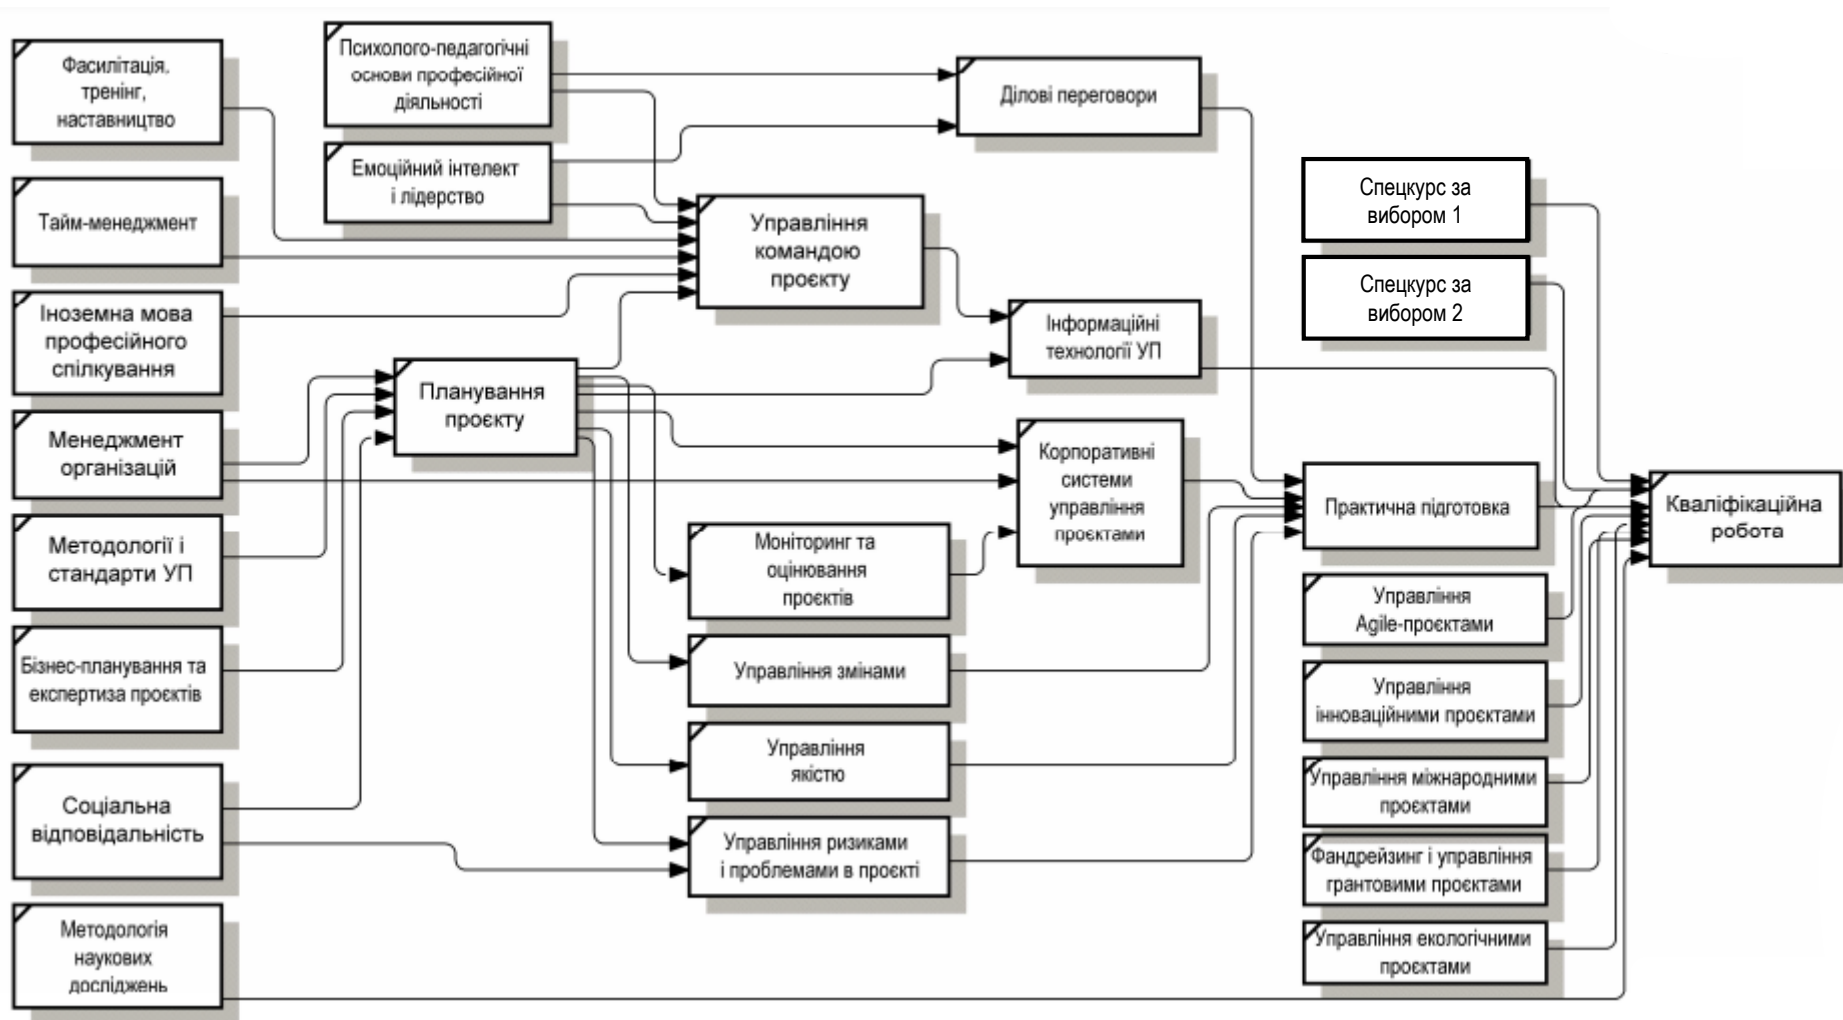 Фасилітація,
тренінг,
наставництво
Тайм-менеджмент
Іноземна мова
професійного
спілкування
Менеджмент
організацій
Методології і
стандарти УП
Бізнес-планування та
експертиза проєктів
Соціальна
відповідальність
Методологія
наукових
досліджень
Психолого-педагогічні
основи професійної
діяльності
Емоційний інтелект
і лідерство
Планування
проєкту
Управління
командою
проєкту
Моніторинг та
оцінювання
проєктів
Управління змінами
Управління
якістю
Управління ризиками
і проблемами в проєкті
Ділові переговори
Інформаційні
технології УП
Корпоративні
системи
управління
проєктами
Спецкурс за
вибором 1
Спецкурс за
вибором 2
Практична підготовка
Управління
Agile-проєктами
Управління
інноваційними проєктами
Управління міжнародними
проєктами
Фандрейзинг і управління
грантовими проєктами
Управління екологічними
проєктами
Кваліфікаційна
робота